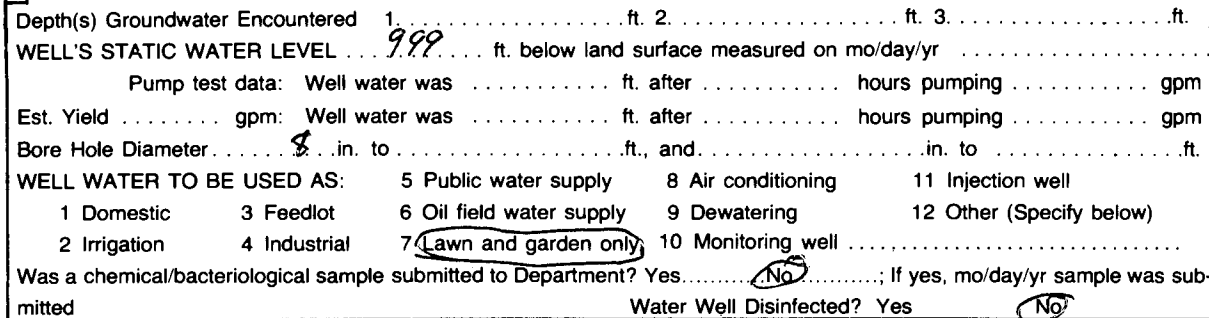 Depth(s) Groundwater Encountered 1. ................ ft. 2. ................ ft. 3. ................ ft.
WELL'S STATIC WATER LEVEL .... 999 .... ft. below land surface measured on mo/day/yr ................
Pump test data: Well water was ........... ft. after ........... hours pumping ........... gpm
Est. Yield ........ gpm: Well water was ........... ft. after ........... hours pumping ........... gpm
Bore Hole Diameter ....... 8 .. in. to ................ ft., and ................ in. to ................ ft.
WELL WATER TO BE USED AS: 5 Public water supply 8 Air conditioning 11 Injection well
1 Domestic 3 Feedlot 6 Oil field water supply 9 Dewatering 12 Other (Specify below)
2 Irrigation 4 Industrial 7 Lawn and garden only 10 Monitoring well ................
Was a chemical/bacteriological sample submitted to Department? Yes.......... No ..........; If yes, mo/day/yr sample was sub-
mitted Water Well Disinfected? Yes No